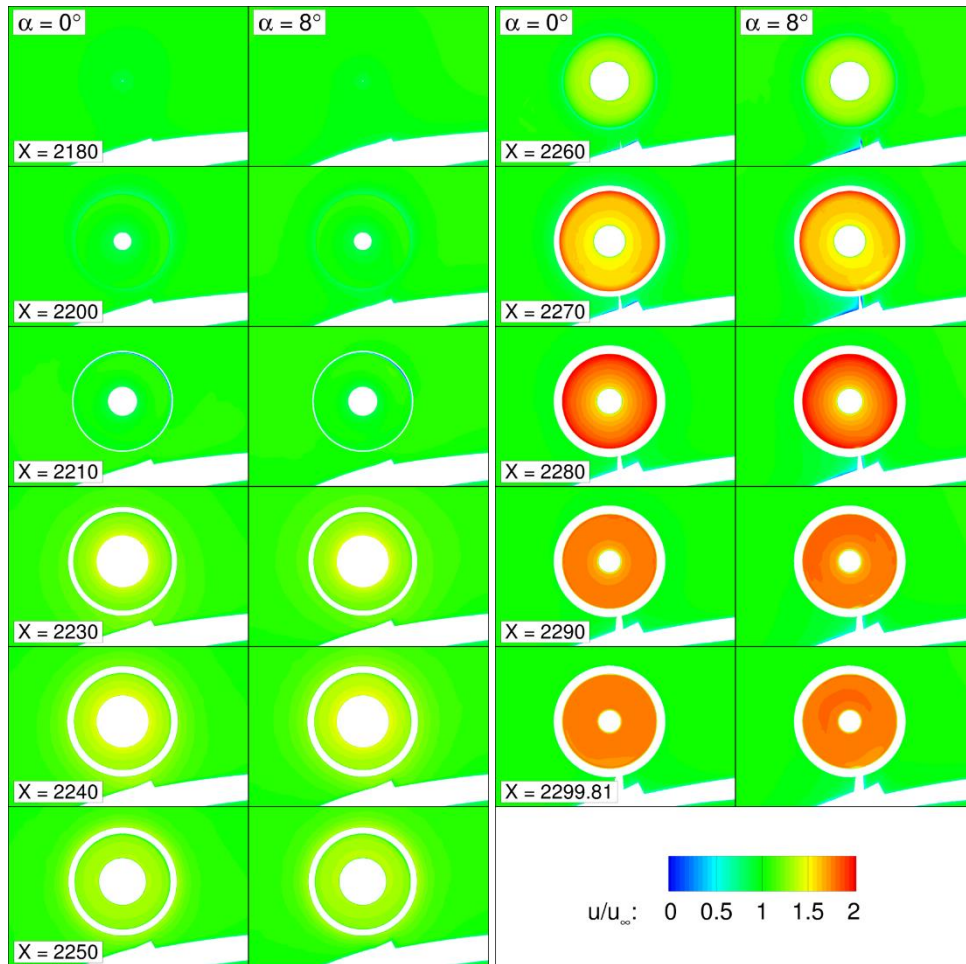 α = 0°
α = 8°
X = 2180
X = 2200
X = 2210
X = 2230
X = 2240
X = 2250
α = 0°
α = 8°
X = 2260
X = 2270
X = 2280
X = 2290
X = 2299.81
u/u∞: 0 0.5 1 1.5 2